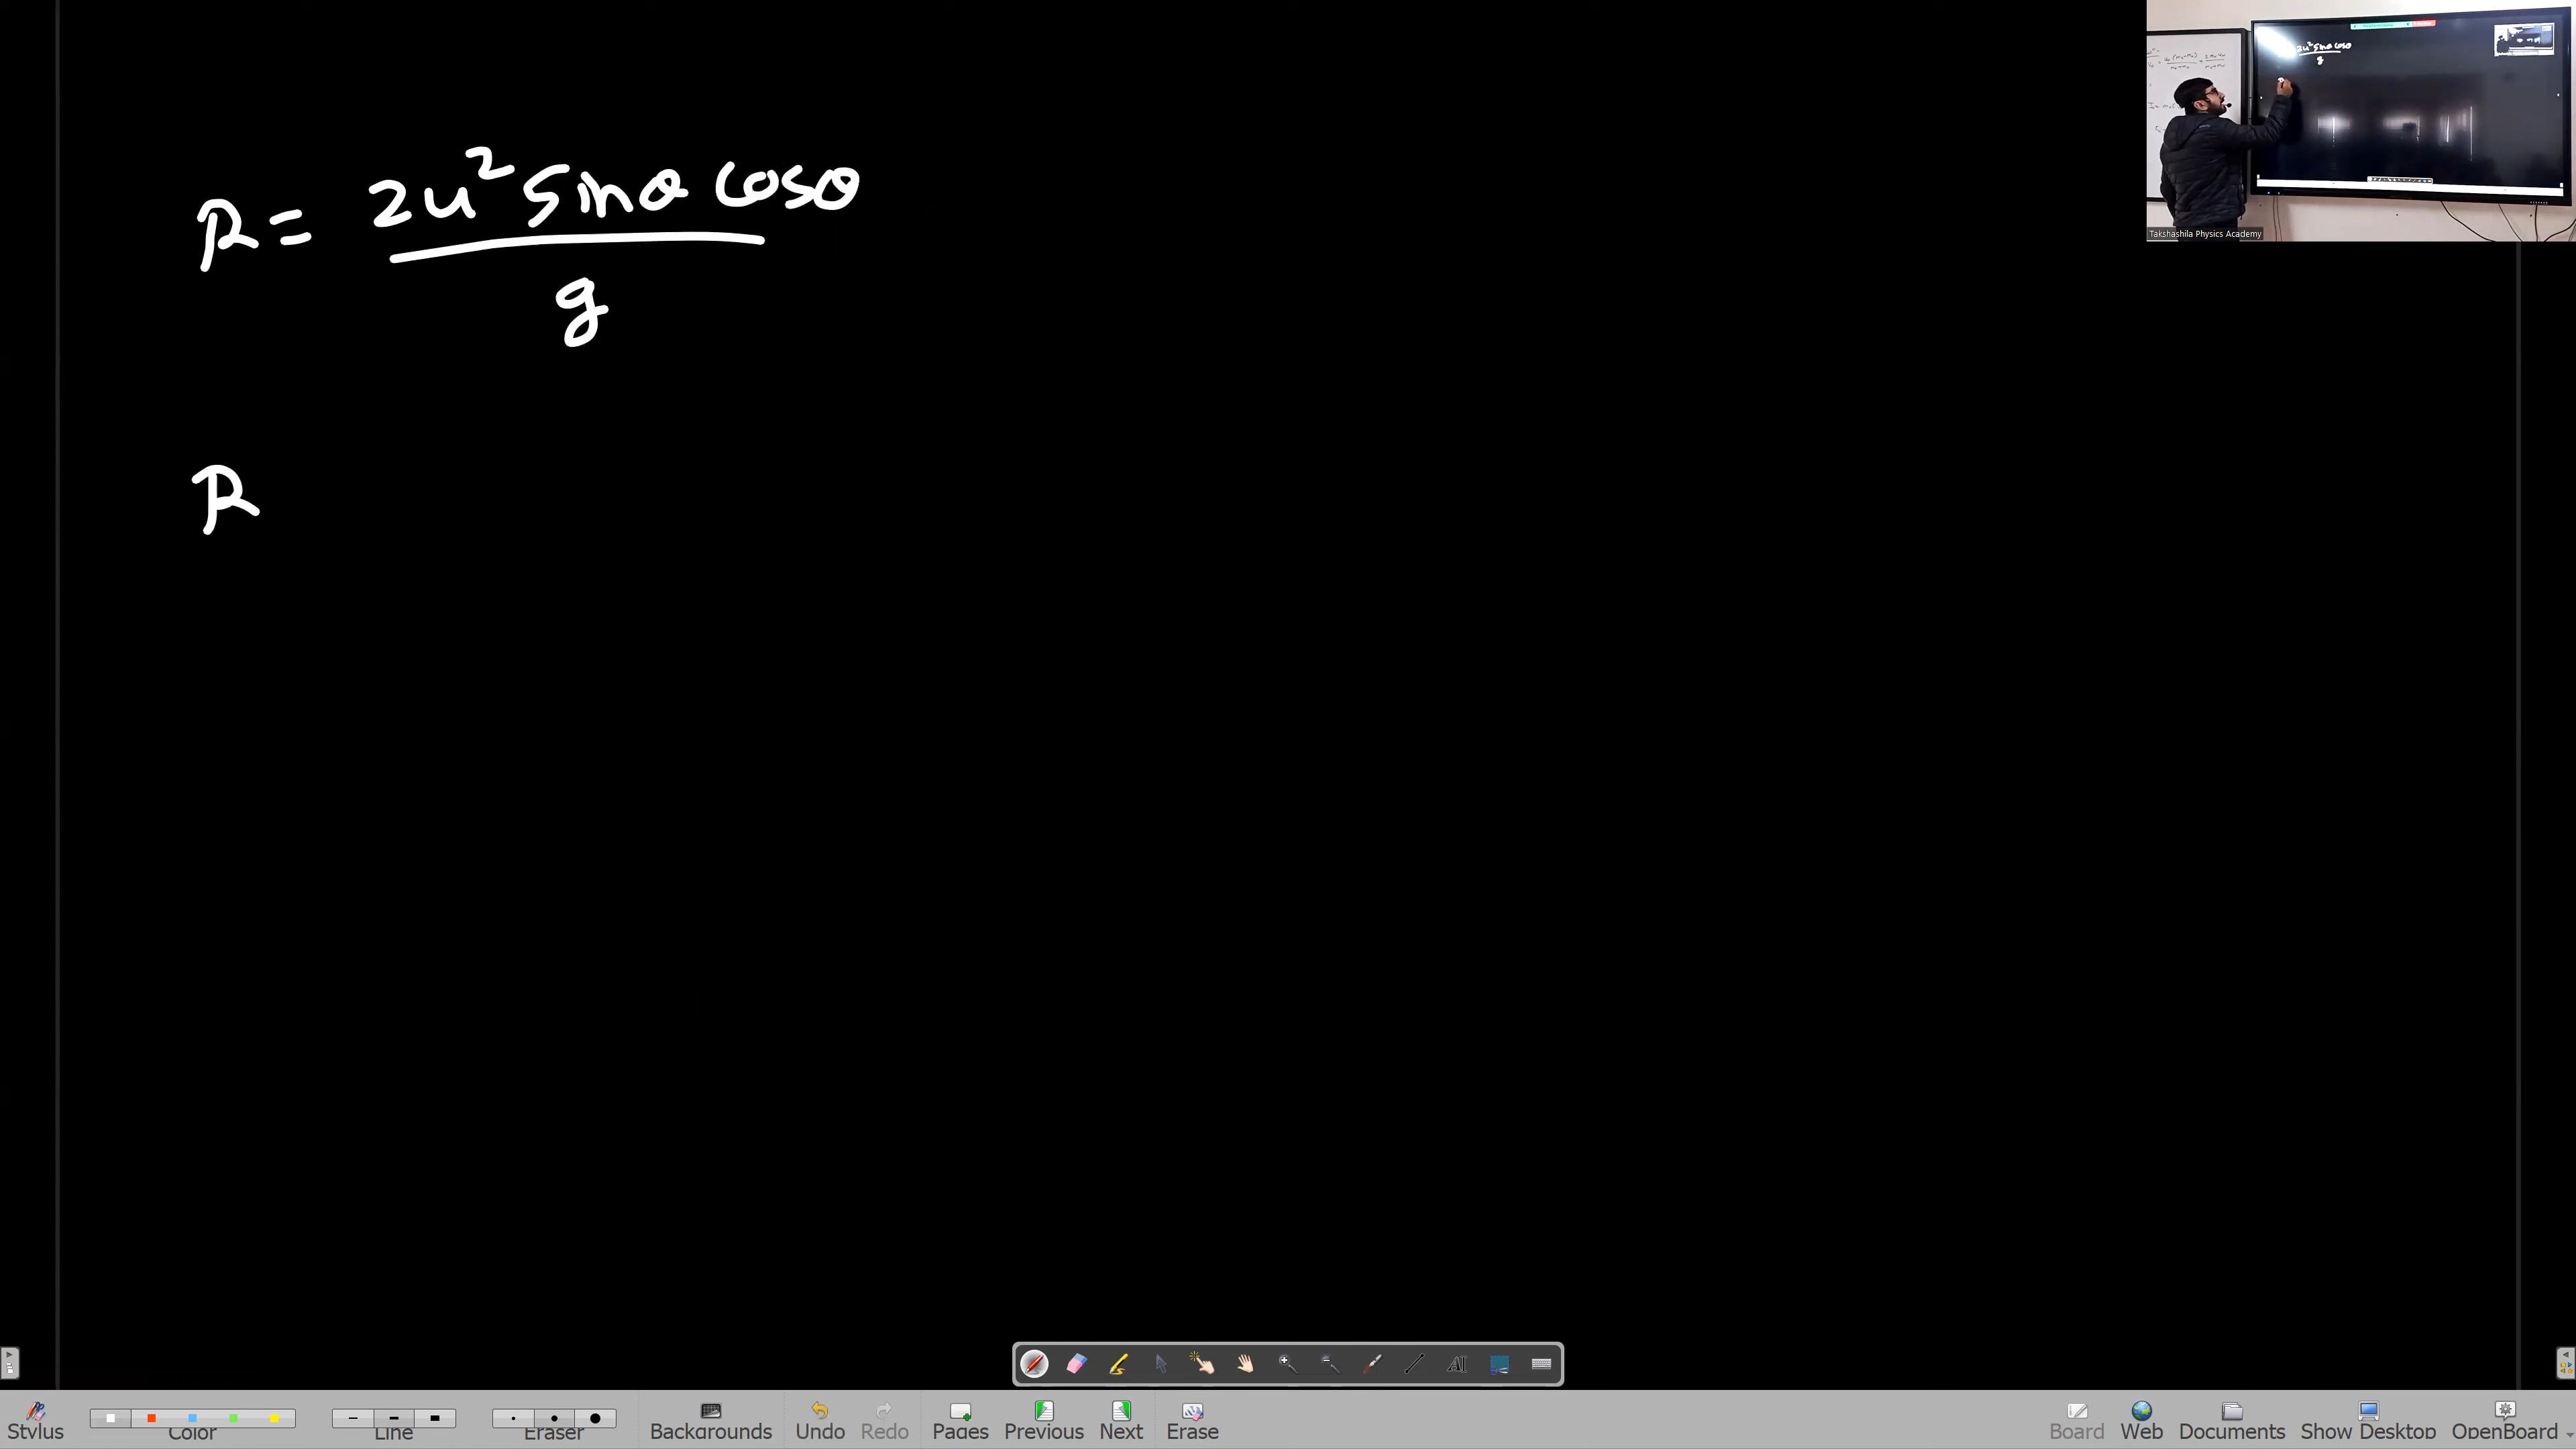 R = 2u² sinθ cosθ
g
R
Takshashila Physics Academy
Stylus Color Line Eraser Backgrounds Undo Redo Pages Previous Next Erase Board Web Documents Show Desktop OpenBoard